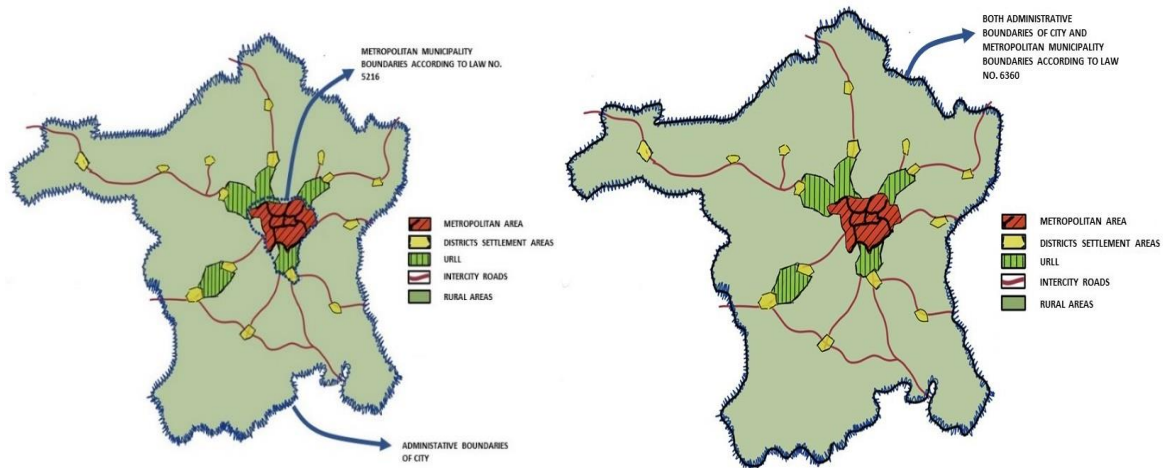 METROPOLITAN MUNICIPALITY
BOUNDARIES ACCORDING TO LAW NO.
5216
METROPOLITAN AREA
DISTRICTS SETTLEMENT AREAS
URLL
INTERCITY ROADS
RURAL AREAS
ADMINISTATIVE BOUNDARIES
OF CITY
BOTH ADMINISTRATIVE
BOUNDARIES OF CITY AND
METROPOLITAN MUNICIPALITY
BOUNDARIES ACCORDING TO LAW
NO. 6360
METROPOLITAN AREA
DISTRICTS SETTLEMENT AREAS
URLL
INTERCITY ROADS
RURAL AREAS